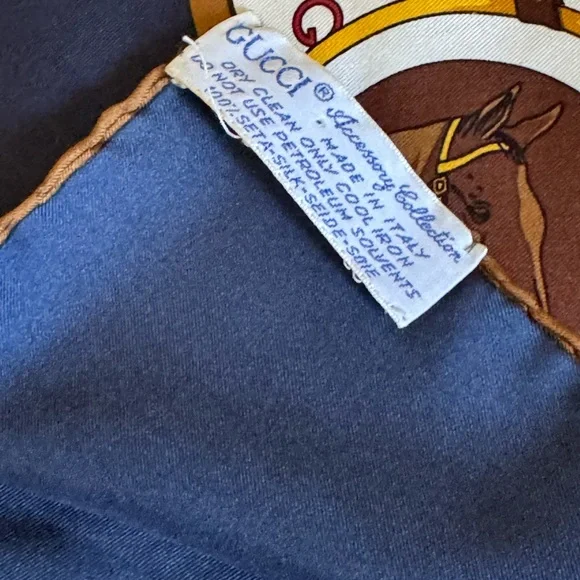 GUCCI ® Accessory Collection
MADE IN ITALY
DRY CLEAN ONLY COOL IRON
DO NOT USE PETROLEUM SOLVENTS
100% SETA-SILK-SEIDE-SOIE
G